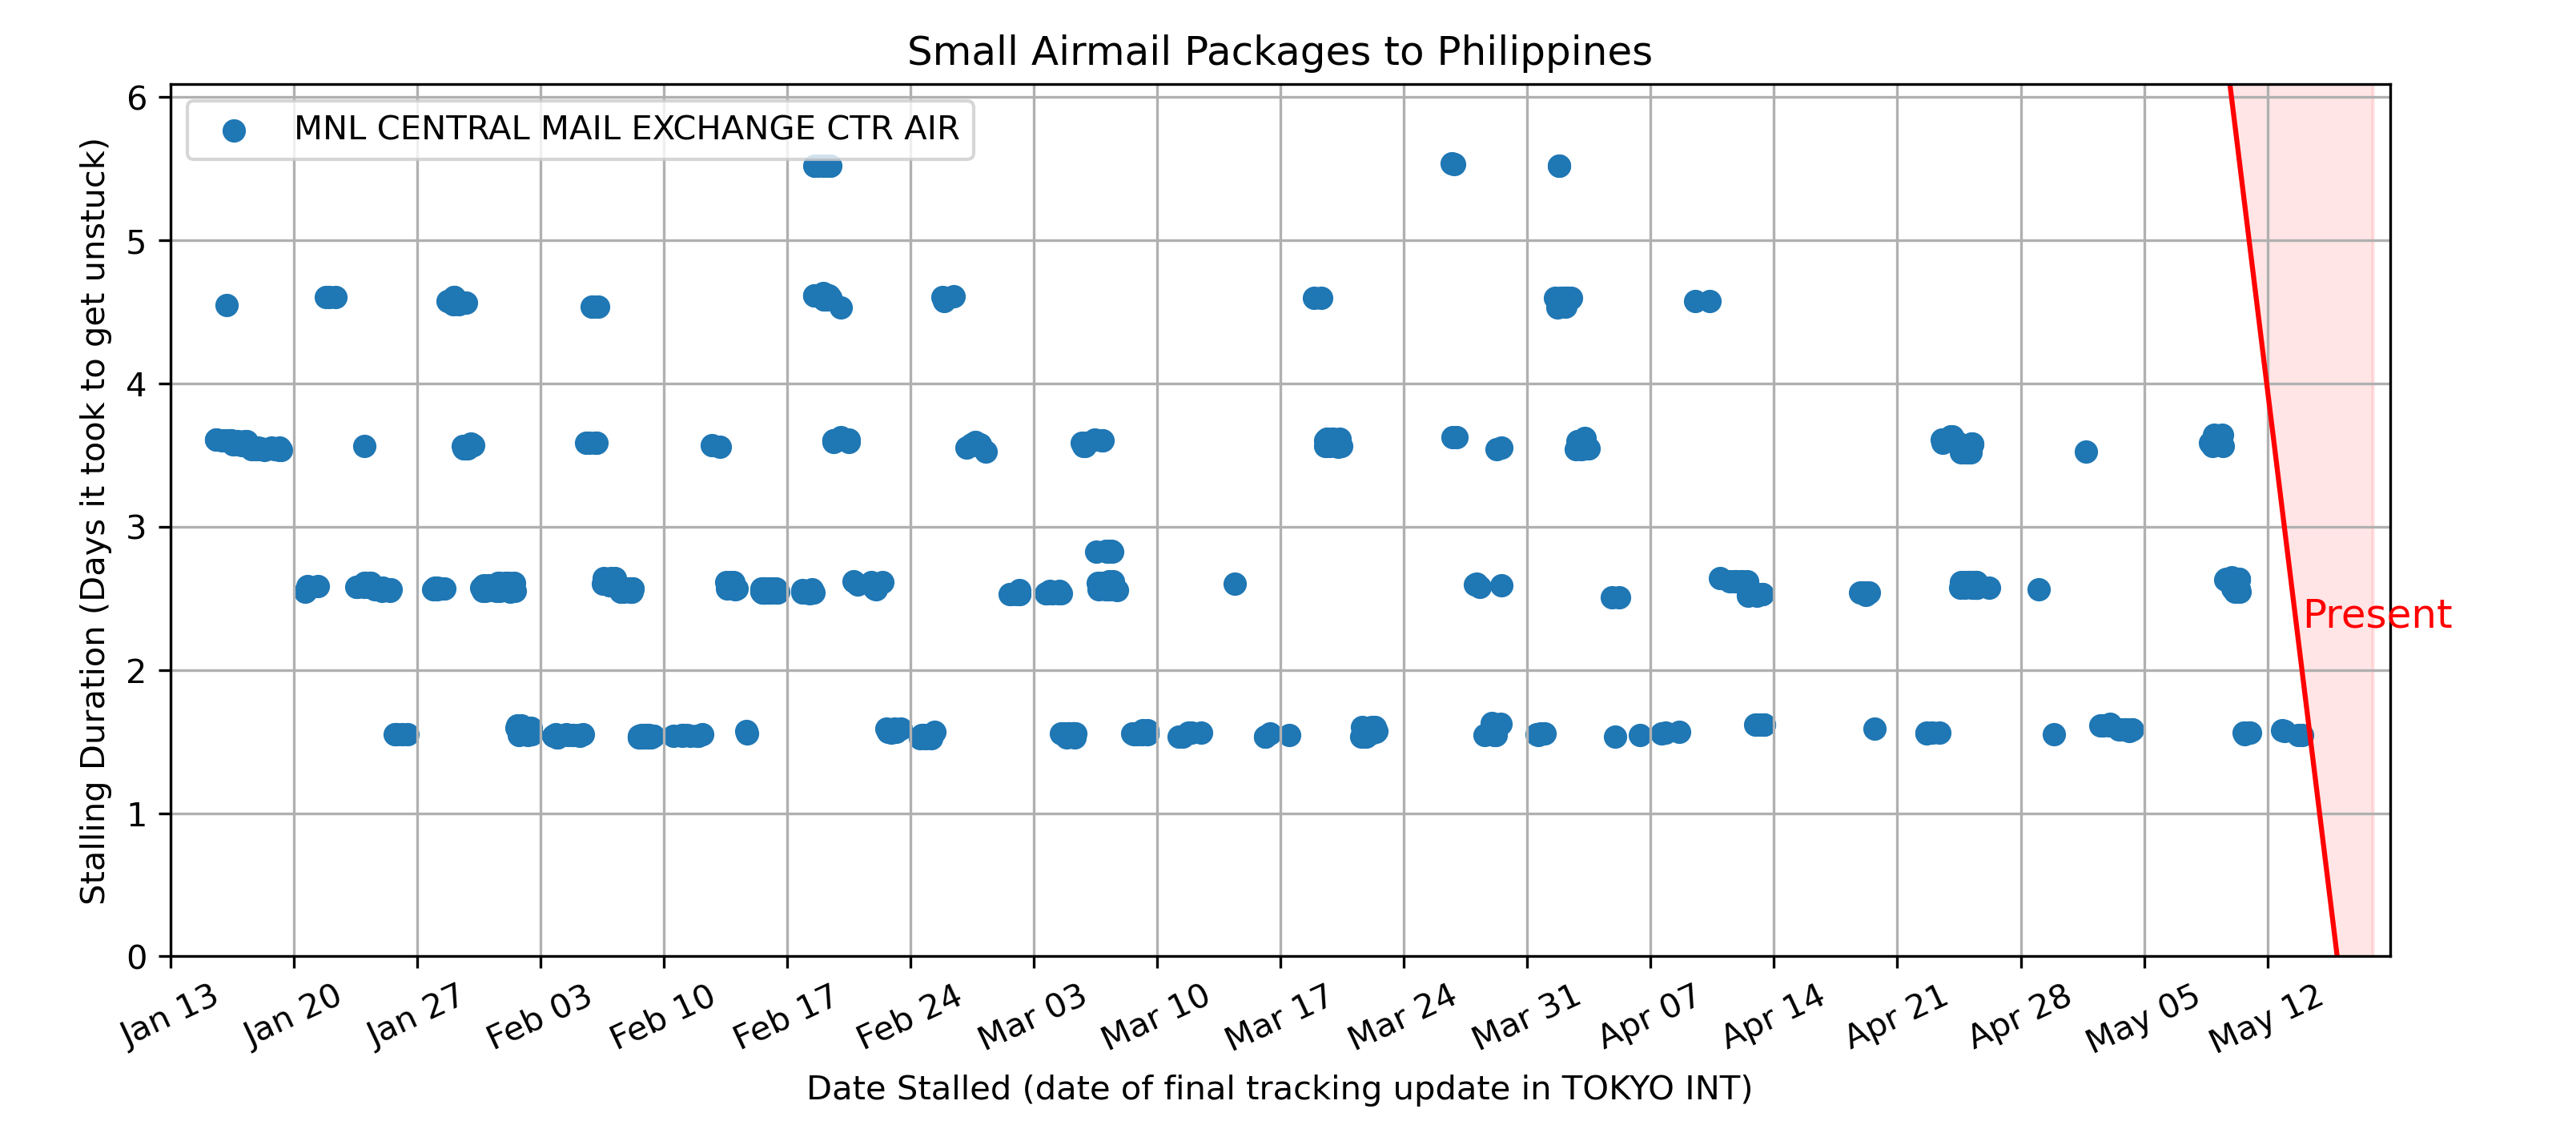 Small Airmail Packages to Philippines
MNL CENTRAL MAIL EXCHANGE CTR AIR
Stalling Duration (Days it took to get unstuck)
6
5
4
3
2
1
0
Present
Jan 13
Jan 20
Jan 27
Feb 03
Feb 10
Feb 17
Feb 24
Mar 03
Mar 10
Mar 17
Mar 24
Mar 31
Apr 07
Apr 14
Apr 21
Apr 28
May 05
May 12
Date Stalled (date of final tracking update in TOKYO INT)